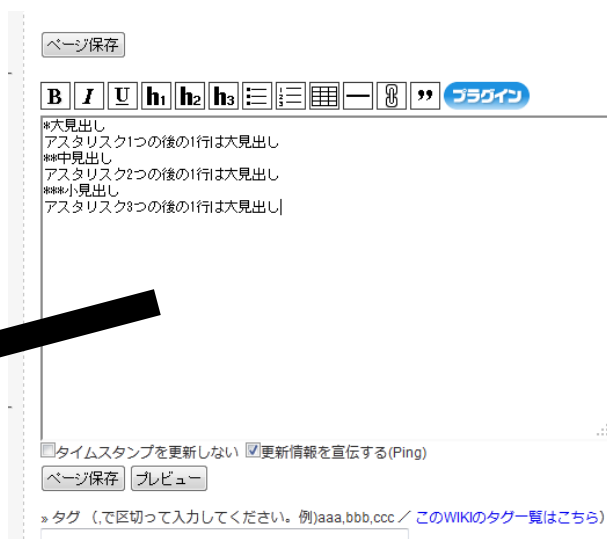 ページ保存
B I U h1 h2 h3 プラグイン
*大見出し
アスタリスク1つの後の1行は大見出し
**中見出し
アスタリスク2つの後の1行は大見出し
***小見出し
アスタリスク3つの後の1行は大見出し
タイムスタンプを更新しない 更新情報を宣伝する(Ping)
ページ保存 プレビュー
» タグ （,で区切って入力してください。例)aaa,bbb,ccc ／ このWIKIのタグ一覧はこちら）